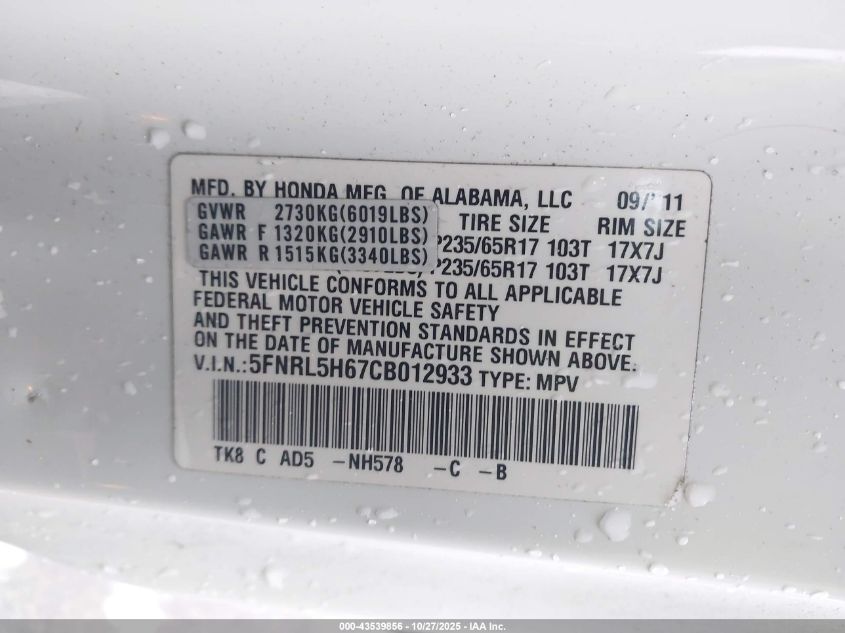 MFD. BY HONDA MFG. OF ALABAMA, LLC 09/'11
GVWR 2730KG(6019LBS) TIRE SIZE RIM SIZE
GAWR F 1320KG(2910LBS) P235/65R17 103T 17X7J
GAWR R 1515KG(3340LBS) P235/65R17 103T 17X7J
THIS VEHICLE CONFORMS TO ALL APPLICABLE
FEDERAL MOTOR VEHICLE SAFETY
AND THEFT PREVENTION STANDARDS IN EFFECT
ON THE DATE OF MANUFACTURE SHOWN ABOVE.
V.I.N.:5FNRL5H67CB012933 TYPE: MPV
TK8 C AD5 -NH578 -C -B
000-43539856 - 10/27/2025 - IAA Inc.